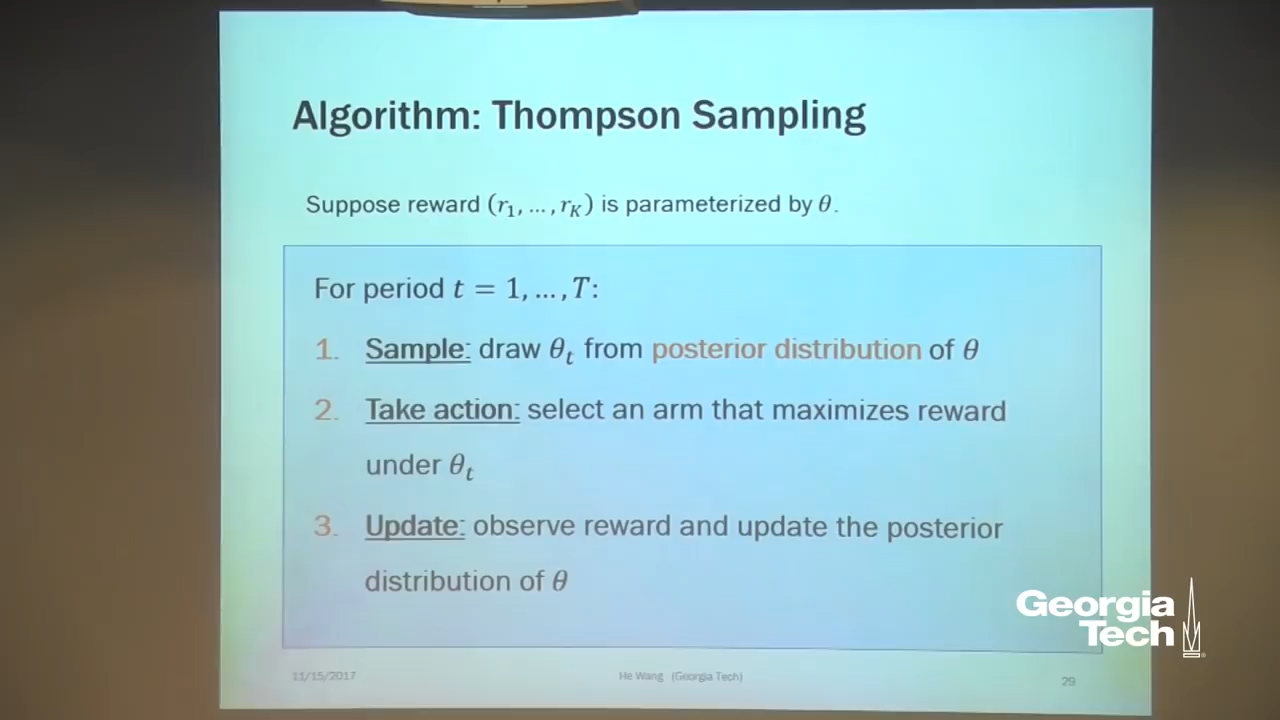 Algorithm: Thompson Sampling
Suppose reward (r₁, … , r_K) is parameterized by θ.
For period t = 1, … , T:
1. Sample: draw θₜ from posterior distribution of θ
2. Take action: select an arm that maximizes reward
under θₜ
3. Update: observe reward and update the posterior
distribution of θ
Georgia
Tech
11/15/2017 He Wang (Georgia Tech) 29